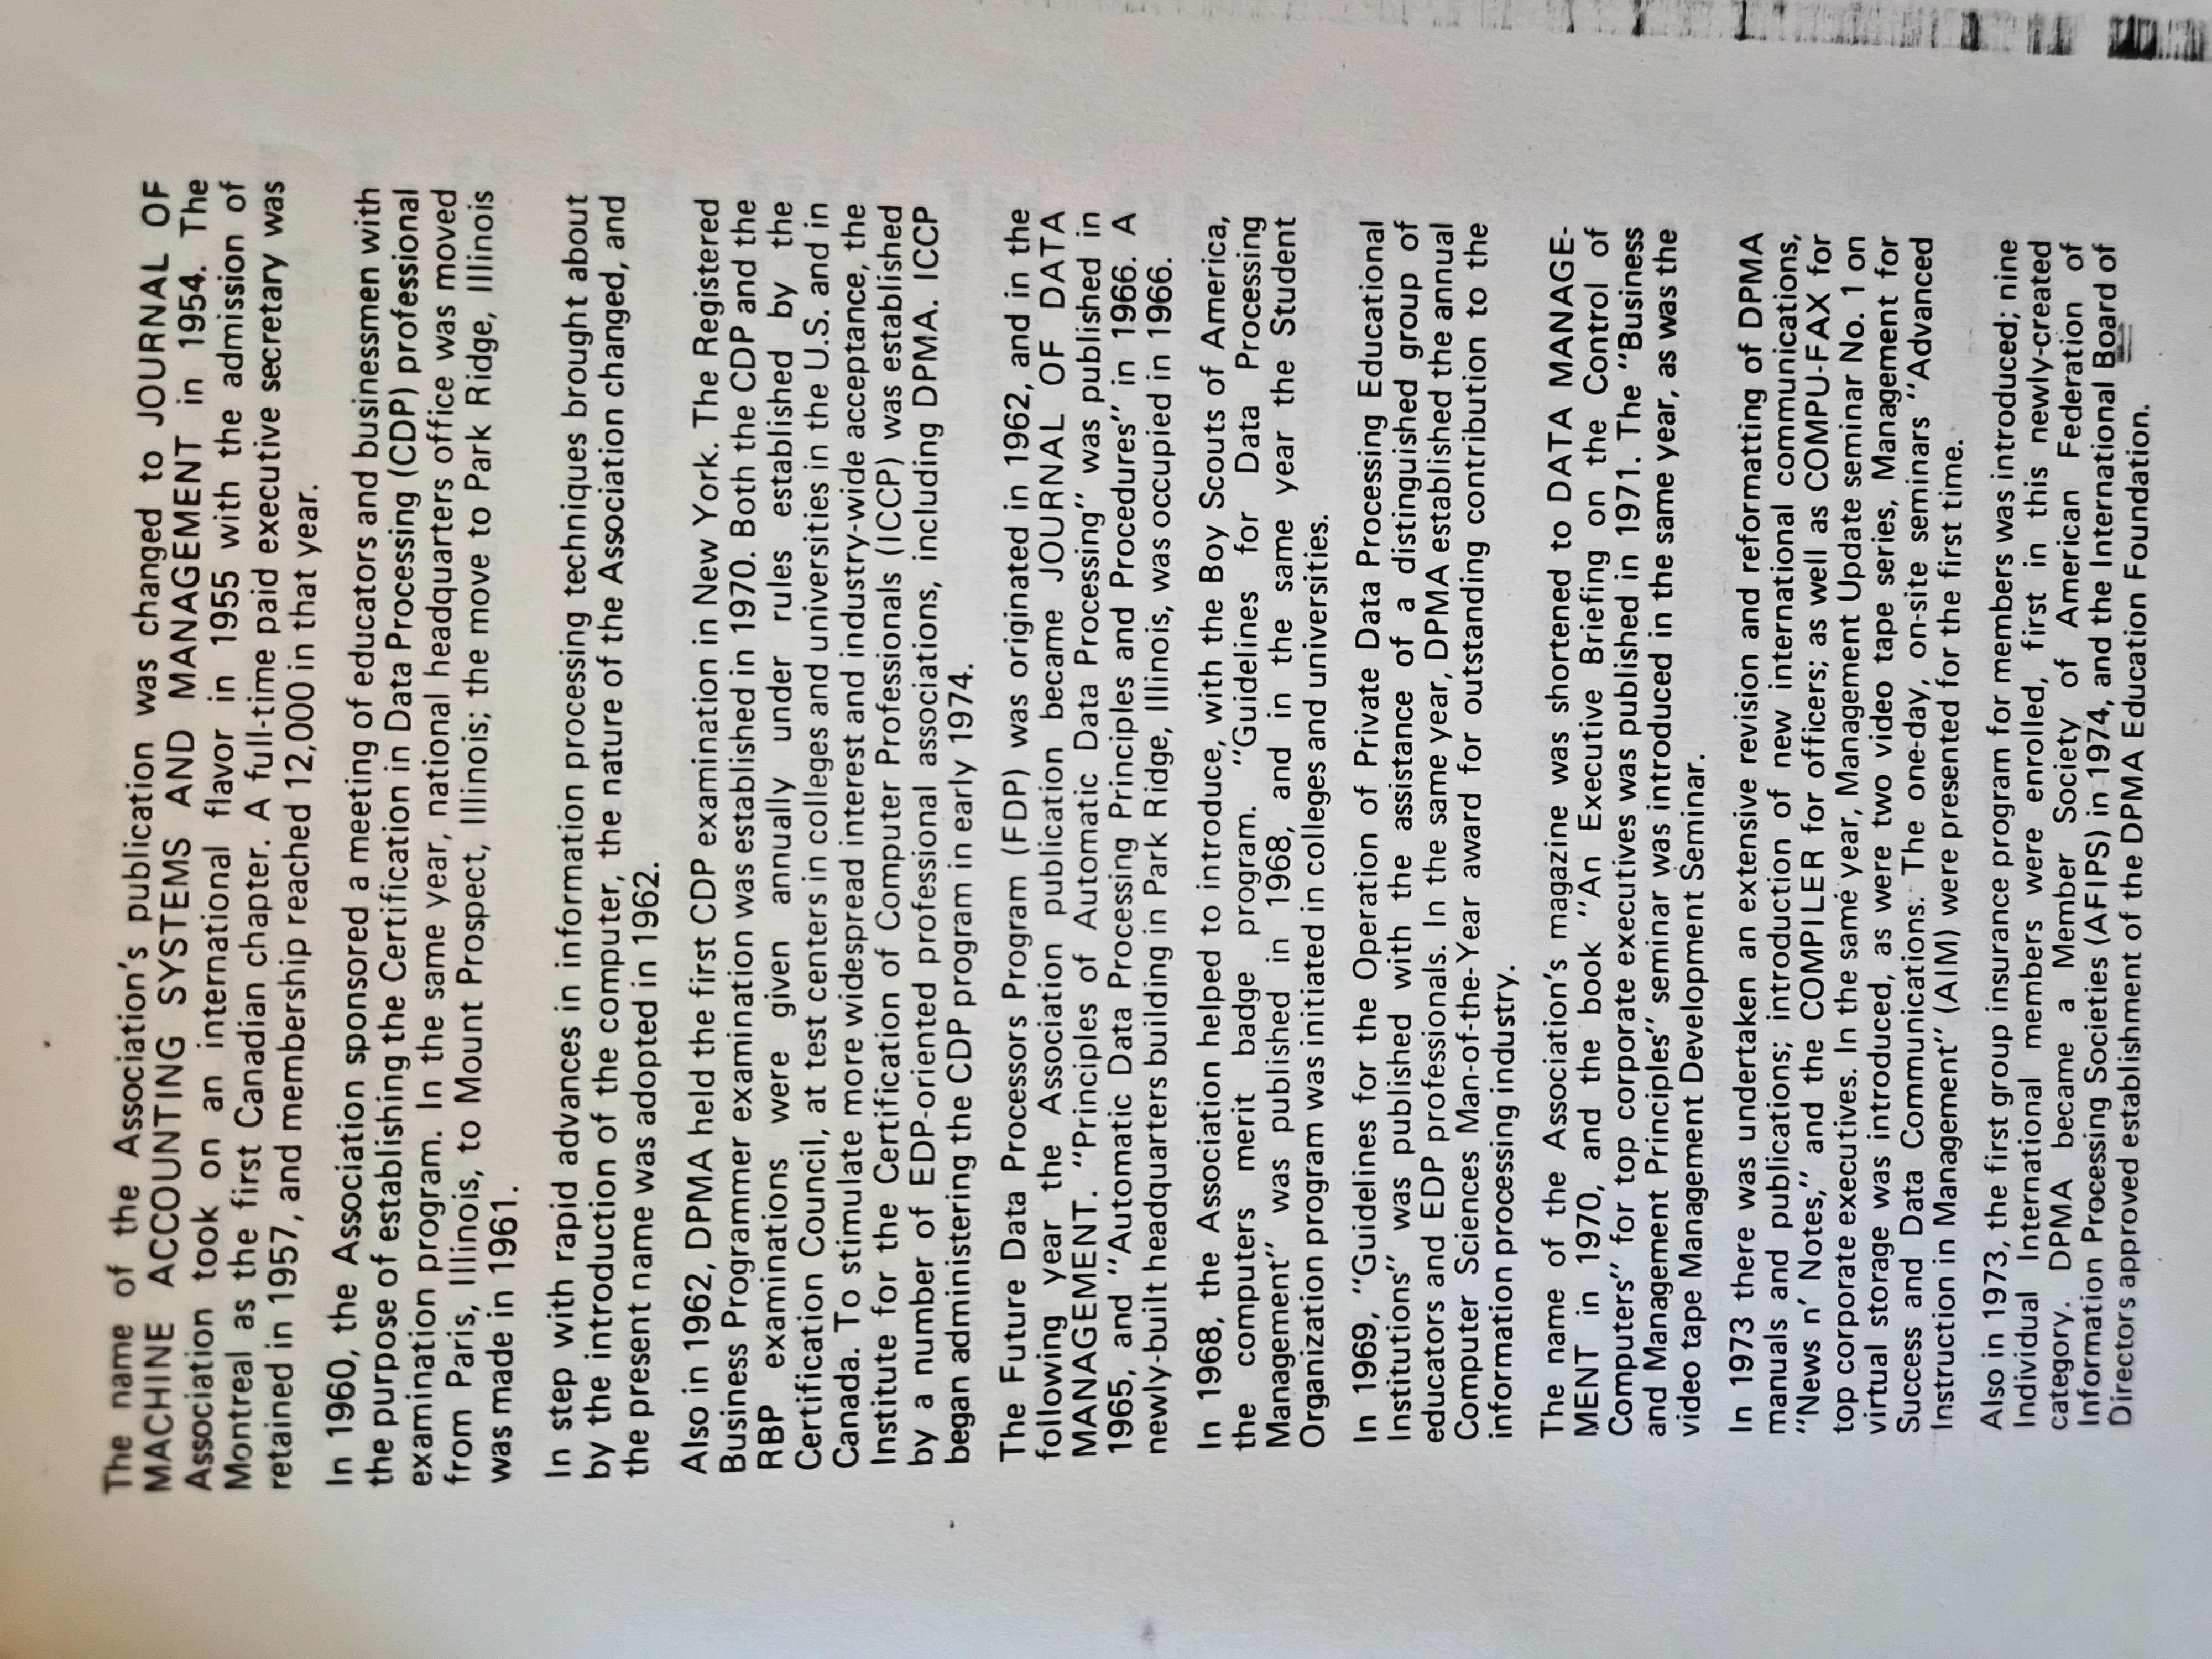 The name of the Association's publication was changed to JOURNAL OF
MACHINE ACCOUNTING SYSTEMS AND MANAGEMENT in 1954. The
Association took on an international flavor in 1955 with the admission of
Montreal as the first Canadian chapter. A full-time paid executive secretary was
retained in 1957, and membership reached 12,000 in that year.
In 1960, the Association sponsored a meeting of educators and businessmen with
the purpose of establishing the Certification in Data Processing (CDP) professional
examination program. In the same year, national headquarters office was moved
from Paris, Illinois, to Mount Prospect, Illinois; the move to Park Ridge, Illinois
was made in 1961.
In step with rapid advances in information processing techniques brought about
by the introduction of the computer, the nature of the Association changed, and
the present name was adopted in 1962.
Also in 1962, DPMA held the first CDP examination in New York. The Registered
Business Programmer examination was established in 1970. Both the CDP and the
RBP examinations were given annually under rules established by the
Certification Council, at test centers in colleges and universities in the U.S. and in
Canada. To stimulate more widespread interest and industry-wide acceptance, the
Institute for the Certification of Computer Professionals (ICCP) was established
by a number of EDP-oriented professional associations, including DPMA. ICCP
began administering the CDP program in early 1974.
The Future Data Processors Program (FDP) was originated in 1962, and in the
following year the Association publication became JOURNAL OF DATA
MANAGEMENT. "Principles of Automatic Data Processing" was published in
1965, and "Automatic Data Processing Principles and Procedures" in 1966. A
newly-built headquarters building in Park Ridge, Illinois, was occupied in 1966.
In 1968, the Association helped to introduce, with the Boy Scouts of America,
the computers merit badge program. "Guidelines for Data Processing
Management" was published in 1968, and in the same year the Student
Organization program was initiated in colleges and universities.
In 1969, "Guidelines for the Operation of Private Data Processing Educational
Institutions" was published with the assistance of a distinguished group of
educators and EDP professionals. In the same year, DPMA established the annual
Computer Sciences Man-of-the-Year award for outstanding contribution to the
information processing industry.
The name of the Association's magazine was shortened to DATA MANAGE-
MENT in 1970, and the book "An Executive Briefing on the Control of
Computers" for top corporate executives was published in 1971. The "Business
and Management Principles" seminar was introduced in the same year, as was the
video tape Management Development Seminar.
In 1973 there was undertaken an extensive revision and reformatting of DPMA
manuals and publications; introduction of new international communications,
"News n' Notes," and the COMPILER for officers; as well as COMPU-FAX for
top corporate executives. In the same year, Management Update seminar No. 1 on
virtual storage was introduced, as were two video tape series, Management for
Success and Data Communications. The one-day, on-site seminars "Advanced
Instruction in Management" (AIM) were presented for the first time.
Also in 1973, the first group insurance program for members was introduced; nine
Individual International members were enrolled, first in this newly-created
category. DPMA became a Member Society of American Federation of
Information Processing Societies (AFIPS) in 1974, and the International Board of
Directors approved establishment of the DPMA Education Foundation.